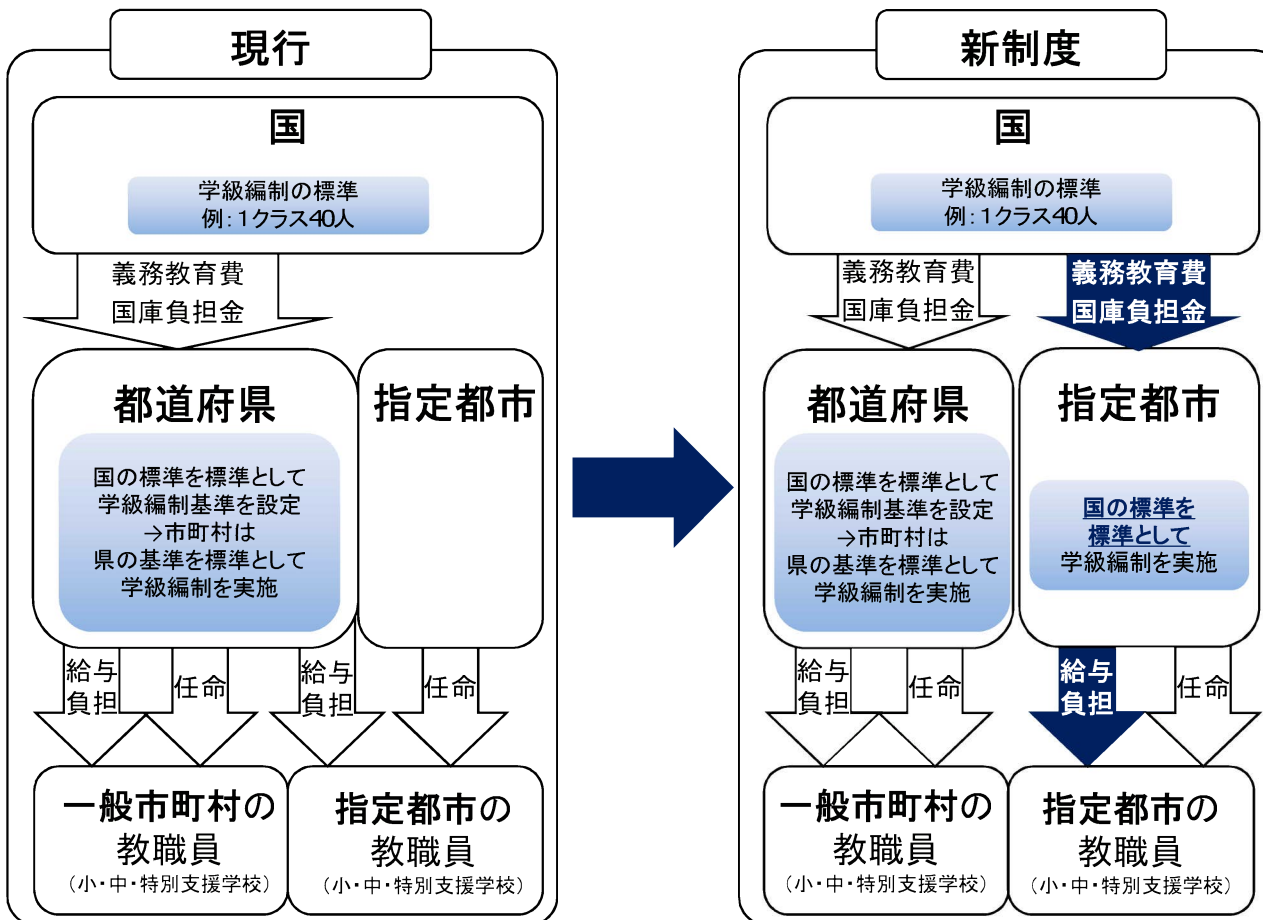 現行
国
学級編制の標準
例：1クラス40人
義務教育費
国庫負担金
都道府県
国の標準を標準として
学級編制基準を設定
→市町村は
県の基準を標準として
学級編制を実施
指定都市
給与
負担
任命
給与
負担
任命
一般市町村の
教職員
（小・中・特別支援学校）
指定都市の
教職員
（小・中・特別支援学校）
新制度
国
学級編制の標準
例：1クラス40人
義務教育費
国庫負担金
義務教育費
国庫負担金
都道府県
国の標準を標準として
学級編制基準を設定
→市町村は
県の基準を標準として
学級編制を実施
指定都市
国の標準を
標準として
学級編制を実施
給与
負担
任命
給与
負担
任命
一般市町村の
教職員
（小・中・特別支援学校）
指定都市の
教職員
（小・中・特別支援学校）